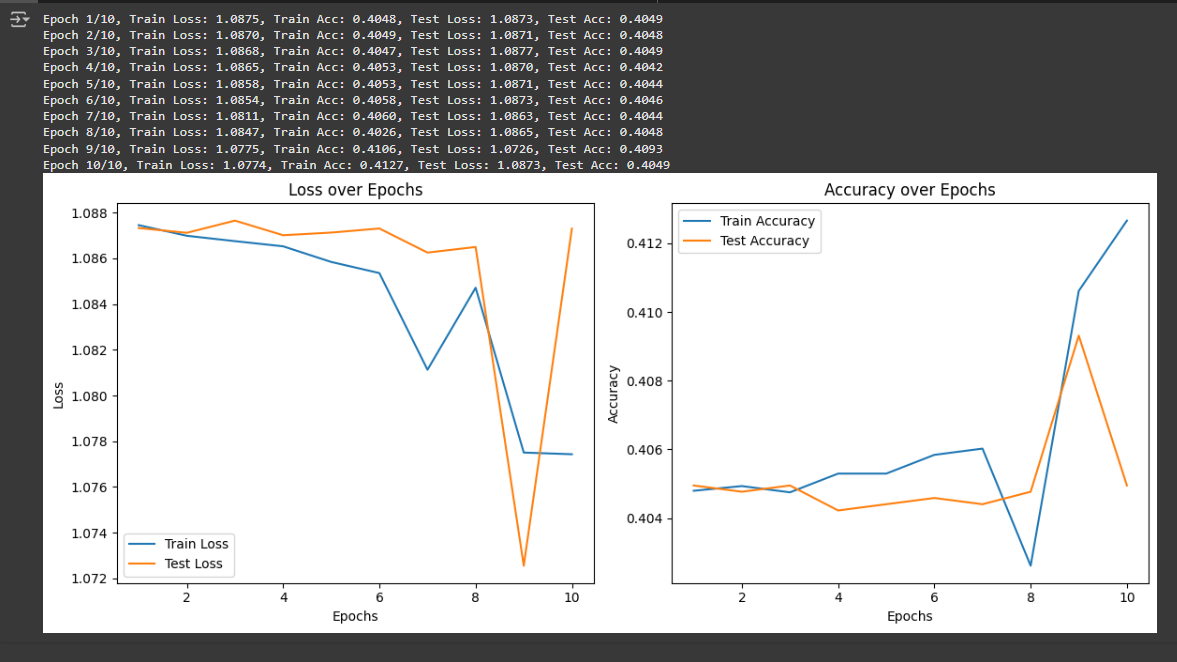 Epoch 1/10, Train Loss: 1.0875, Train Acc: 0.4048, Test Loss: 1.0873, Test Acc: 0.4049
Epoch 2/10, Train Loss: 1.0870, Train Acc: 0.4049, Test Loss: 1.0871, Test Acc: 0.4048
Epoch 3/10, Train Loss: 1.0868, Train Acc: 0.4047, Test Loss: 1.0877, Test Acc: 0.4049
Epoch 4/10, Train Loss: 1.0865, Train Acc: 0.4053, Test Loss: 1.0870, Test Acc: 0.4042
Epoch 5/10, Train Loss: 1.0858, Train Acc: 0.4053, Test Loss: 1.0871, Test Acc: 0.4044
Epoch 6/10, Train Loss: 1.0854, Train Acc: 0.4058, Test Loss: 1.0873, Test Acc: 0.4046
Epoch 7/10, Train Loss: 1.0811, Train Acc: 0.4060, Test Loss: 1.0863, Test Acc: 0.4044
Epoch 8/10, Train Loss: 1.0847, Train Acc: 0.4026, Test Loss: 1.0865, Test Acc: 0.4048
Epoch 9/10, Train Loss: 1.0775, Train Acc: 0.4106, Test Loss: 1.0726, Test Acc: 0.4093
Epoch 10/10, Train Loss: 1.0774, Train Acc: 0.4127, Test Loss: 1.0873, Test Acc: 0.4049
Loss over Epochs
1.088
1.086
1.084
1.082
1.080
1.078
1.076
1.074
1.072
Loss
Train Loss
Test Loss
2
4
6
8
10
Epochs
Accuracy over Epochs
Train Accuracy
Test Accuracy
0.412
0.410
0.408
0.406
0.404
Accuracy
2
4
6
8
10
Epochs